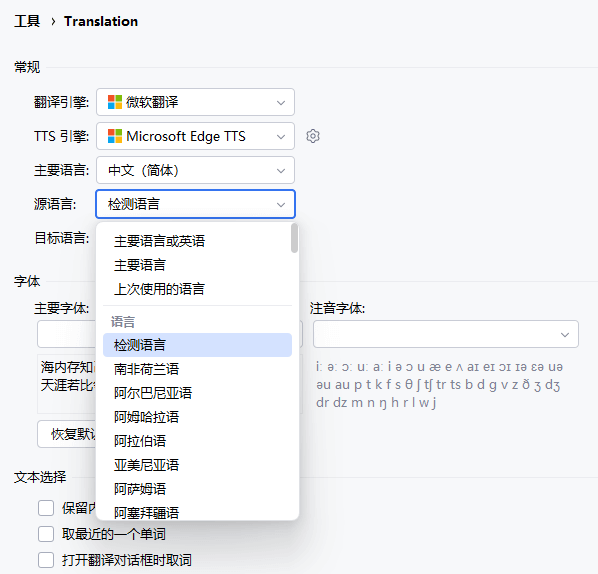 工具 › Translation
常规
翻译引擎: 微软翻译
TTS 引擎: Microsoft Edge TTS
主要语言: 中文（简体）
源语言: 检测语言
目标语言:
主要语言或英语
主要语言
上次使用的语言
语言
检测语言
南非荷兰语
阿尔巴尼亚语
阿姆哈拉语
阿拉伯语
亚美尼亚语
阿萨姆语
阿塞拜疆语
字体
主要字体:
注音字体:
海内存知
天涯若比
iː əː ɔː uː aː i ə ɔ u æ e ʌ aɪ eɪ ɔɪ ɪə ɛə uə
əu au p t k f s θ ʃ tʃ tr ts b d g v z ð ʒ dʒ
dr dz m n ŋ h r l w j
恢复默
文本选择
保留
取最近的一个单词
打开翻译对话框时取词